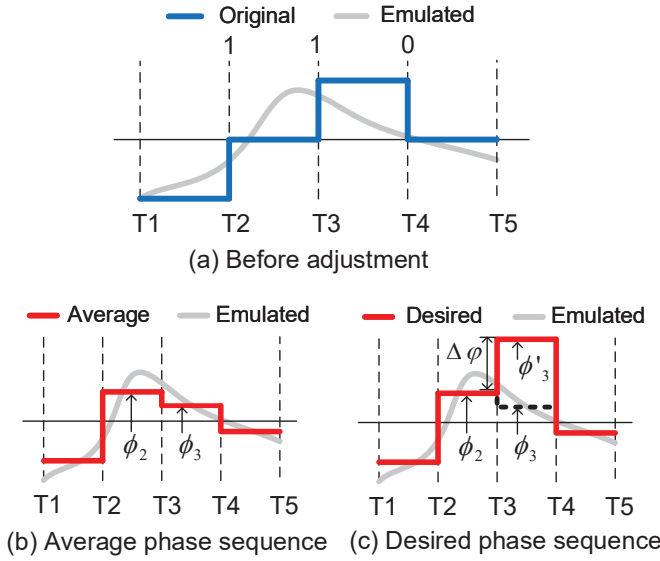 Original Emulated
1 1 0
T1 T2 T3 T4 T5
(a) Before adjustment
Average Emulated
ϕ2 ϕ3
T1 T2 T3 T4 T5
(b) Average phase sequence
Desired Emulated
Δφ ϕ'3
ϕ2 ϕ3
T1 T2 T3 T4 T5
(c) Desired phase sequence